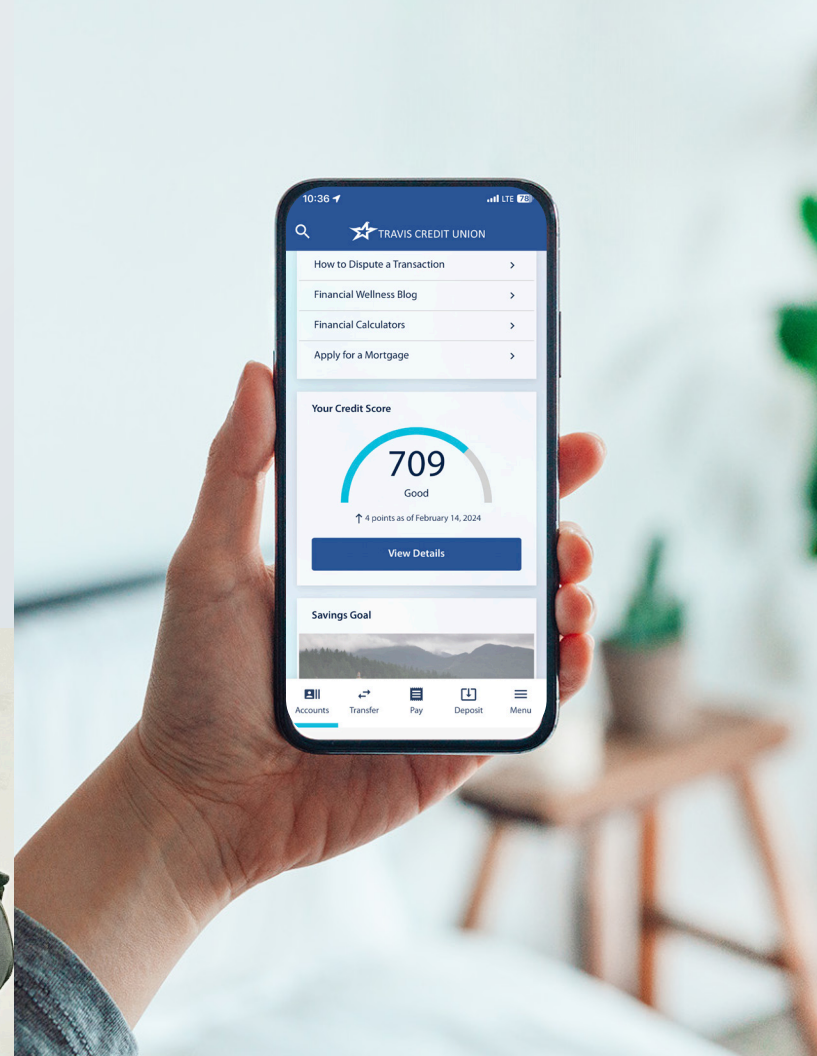 10:36
LTE 78
TRAVIS CREDIT UNION
How to Dispute a Transaction
Financial Wellness Blog
Financial Calculators
Apply for a Mortgage
Your Credit Score
709
Good
↑ 4 points as of February 14, 2024
View Details
Savings Goal
Accounts Transfer Pay Deposit Menu